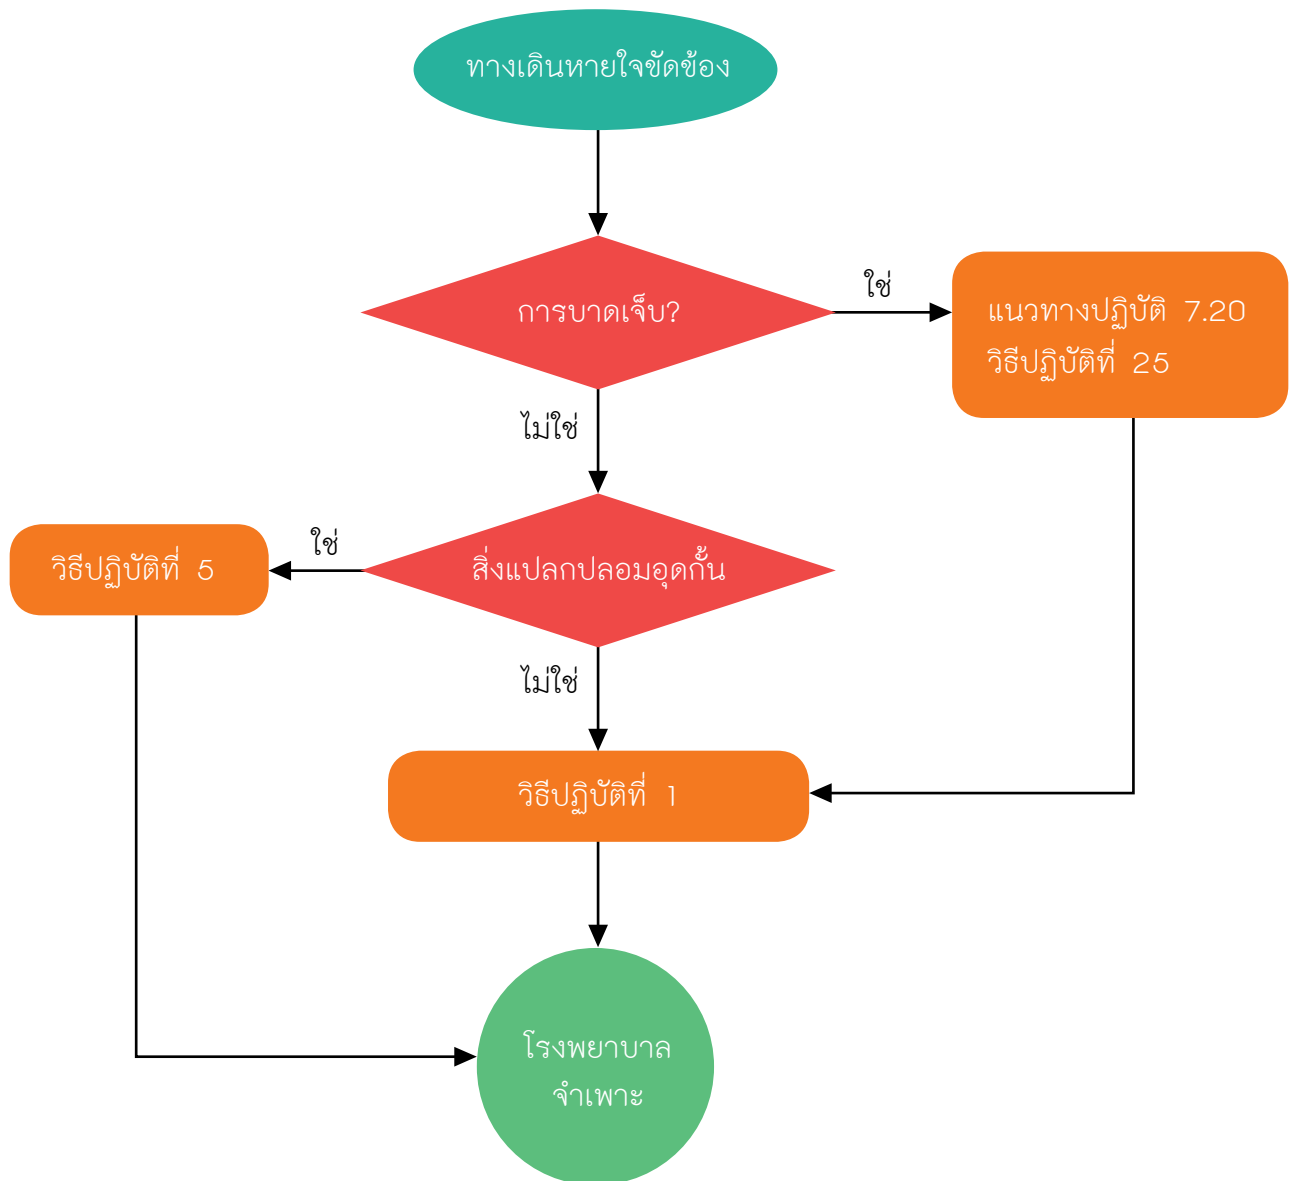 ทางเดินหายใจขัดข้อง
การบาดเจ็บ?
ใช่
แนวทางปฏิบัติ 7.20
วิธีปฏิบัติที่ 25
ไม่ใช่
สิ่งแปลกปลอมอุดกั้น
ใช่
วิธีปฏิบัติที่ 5
ไม่ใช่
วิธีปฏิบัติที่ 1
โรงพยาบาล
จำเพาะ